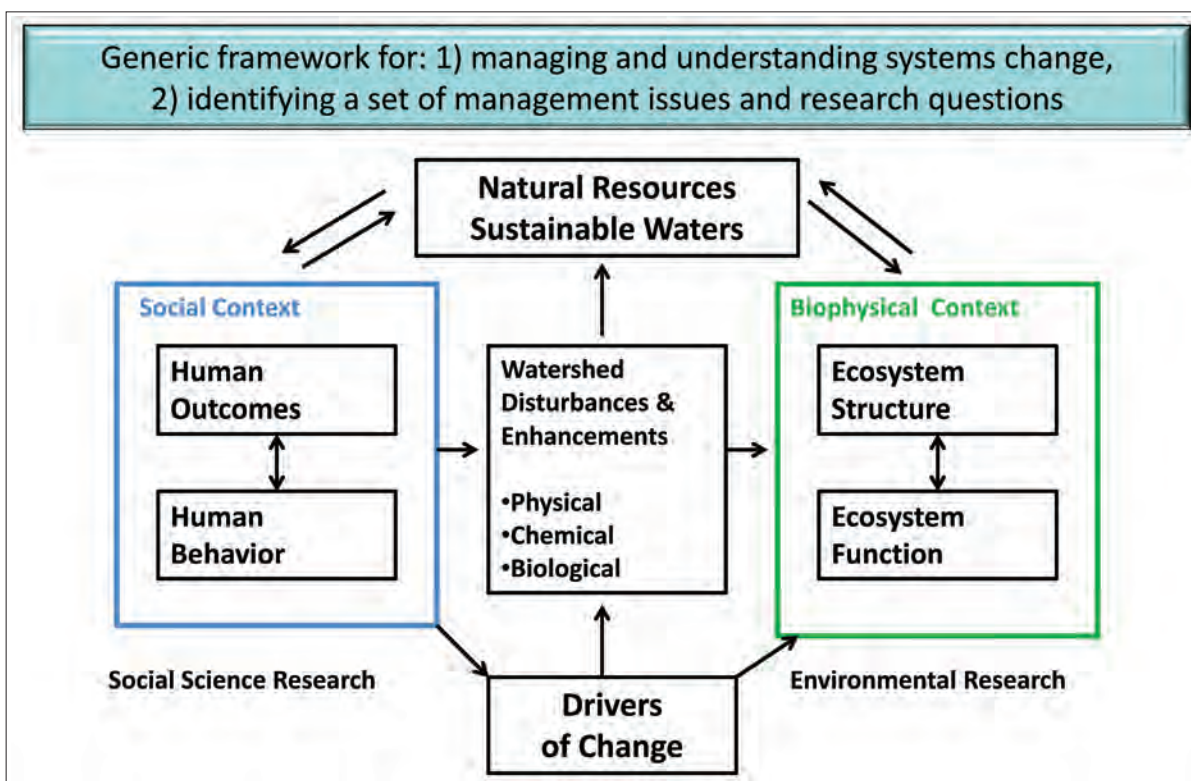 Generic framework for: 1) managing and understanding systems change,
2) identifying a set of management issues and research questions
Natural Resources
Sustainable Waters
Social Context
Human
Outcomes
Human
Behavior
Watershed
Disturbances &
Enhancements
•Physical
•Chemical
•Biological
Biophysical Context
Ecosystem
Structure
Ecosystem
Function
Social Science Research
Drivers
of Change
Environmental Research